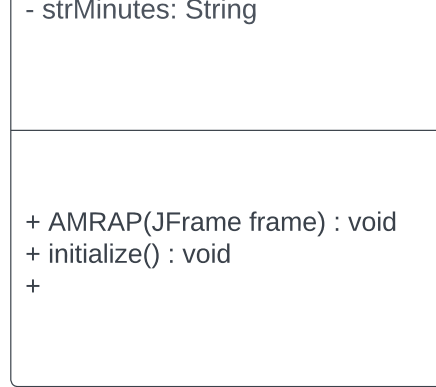 - strMinutes: String
+ AMRAP(JFrame frame) : void
+ initialize() : void
+